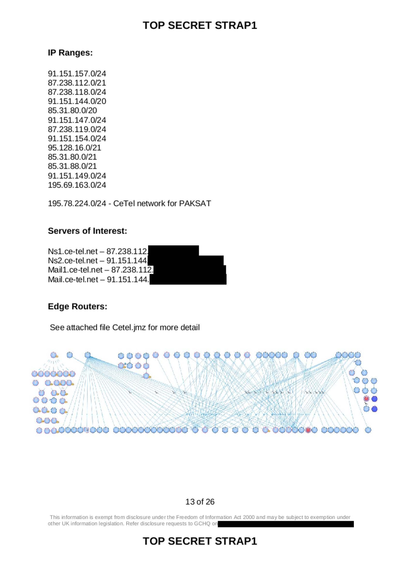 TOP SECRET STRAP1
IP Ranges:
91.151.157.0/24
87.238.112.0/21
87.238.118.0/24
91.151.144.0/20
85.31.80.0/20
91.151.147.0/24
87.238.119.0/24
91.151.154.0/24
95.128.16.0/21
85.31.80.0/21
85.31.88.0/21
91.151.149.0/24
195.69.163.0/24
195.78.224.0/24 - CeTel network for PAKSAT
Servers of Interest:
Ns1.ce-tel.net – 87.238.112.
Ns2.ce-tel.net – 91.151.144.
Mail1.ce-tel.net – 87.238.112.
Mail.ce-tel.net – 91.151.144.
Edge Routers:
See attached file Cetel.jmz for more detail
13 of 26
This information is exempt from disclosure under the Freedom of Information Act 2000 and may be subject to exemption under
other UK information legislation. Refer disclosure requests to GCHQ on
TOP SECRET STRAP1